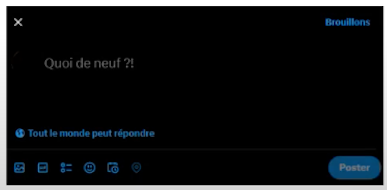 Brouillons
Quoi de neuf ?!
Tout le monde peut répondre
Poster